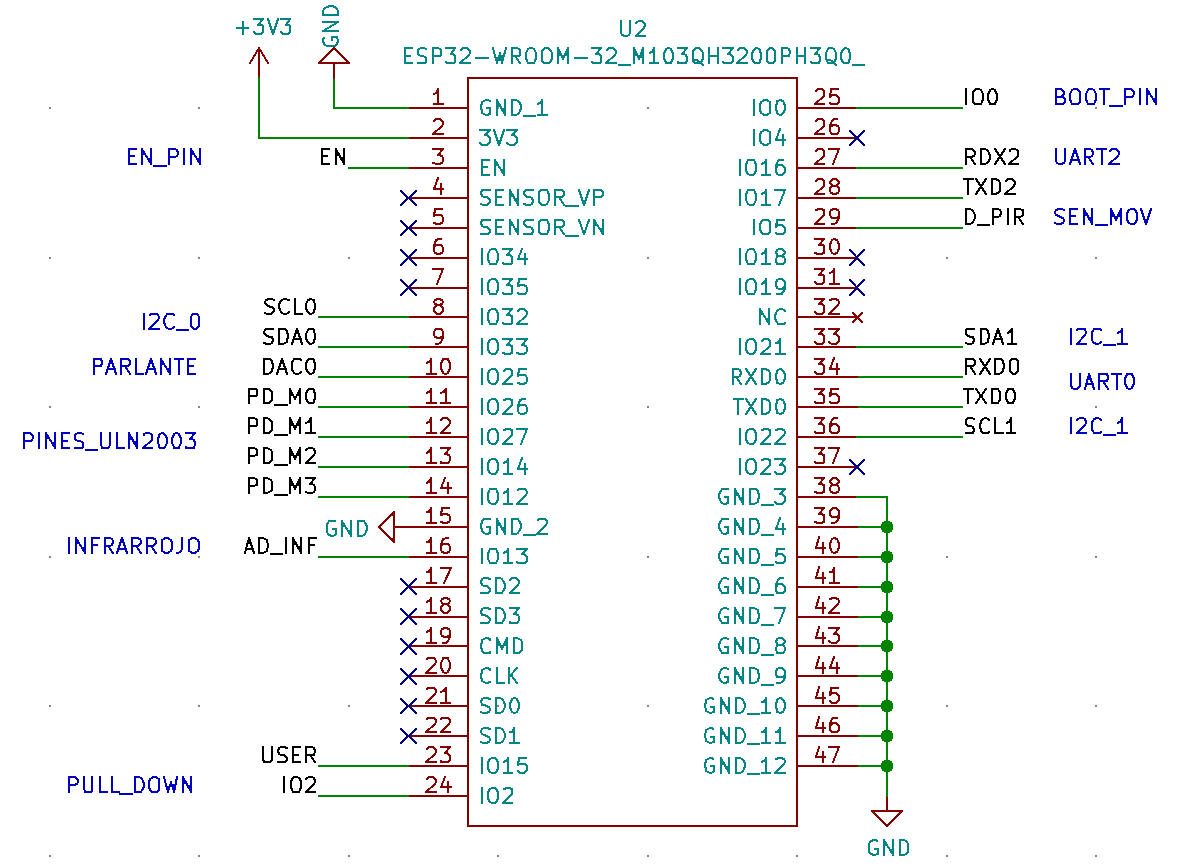 +3V3
GND
U2
ESP32-WROOM-32_M103QH3200PH3Q0_
1 GND_1
2 3V3
EN_PIN EN 3 EN
4 SENSOR_VP
5 SENSOR_VN
6 IO34
7 IO35
SCL0 8 IO32
I2C_0
SDA0 9 IO33
PARLANTE DAC0 10 IO25
PD_M0 11 IO26
PD_M1 12 IO27
PINES_ULN2003
PD_M2 13 IO14
PD_M3 14 IO12
GND 15 GND_2
INFRARROJO AD_INF 16 IO13
17 SD2
18 SD3
19 CMD
20 CLK
21 SD0
22 SD1
USER 23 IO15
PULL_DOWN IO2 24 IO2
IO0 25 IO0 BOOT_PIN
IO4 26
IO16 27 RDX2 UART2
IO17 28 TXD2
IO5 29 D_PIR SEN_MOV
IO18 30
IO19 31
NC 32
IO21 33 SDA1 I2C_1
RXD0 34 RXD0
UART0
TXD0 35 TXD0
IO22 36 SCL1 I2C_1
IO23 37
GND_3 38
GND_4 39
GND_5 40
GND_6 41
GND_7 42
GND_8 43
GND_9 44
GND_10 45
GND_11 46
GND_12 47
GND